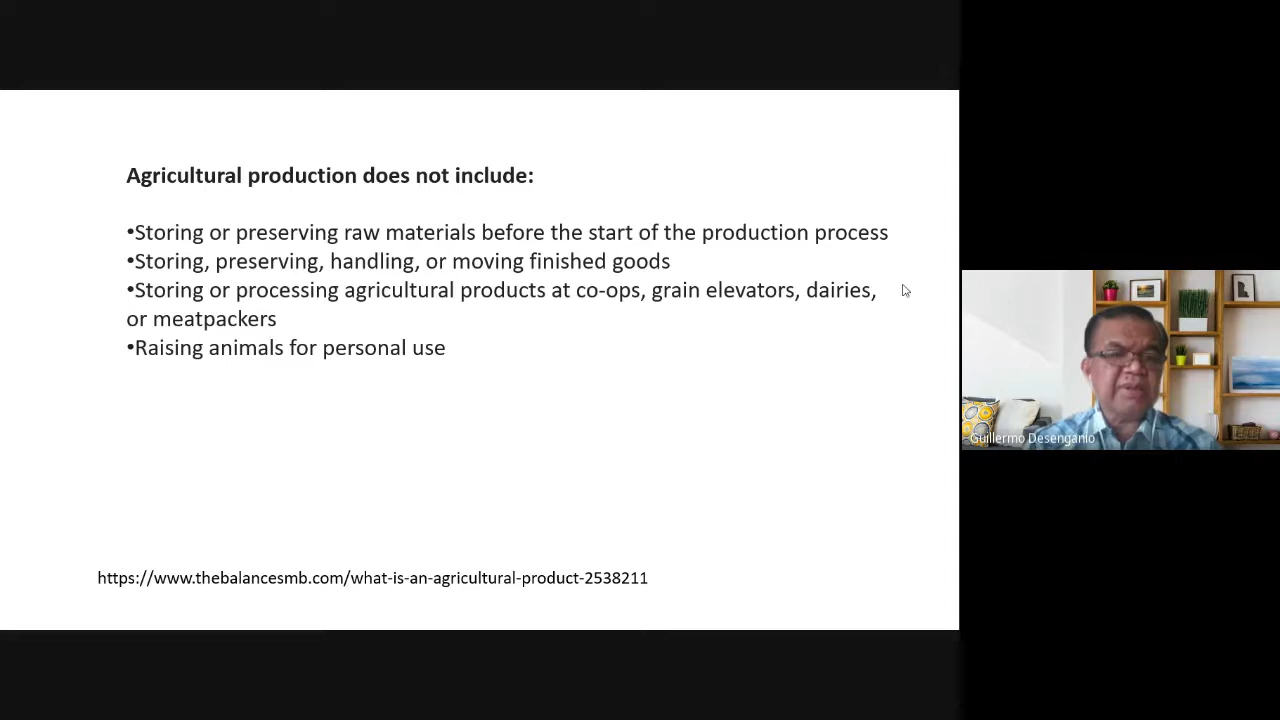 Agricultural production does not include:
•Storing or preserving raw materials before the start of the production process
•Storing, preserving, handling, or moving finished goods
•Storing or processing agricultural products at co-ops, grain elevators, dairies,
or meatpackers
•Raising animals for personal use
Guillermo Desenganio
https://www.thebalancesmb.com/what-is-an-agricultural-product-2538211